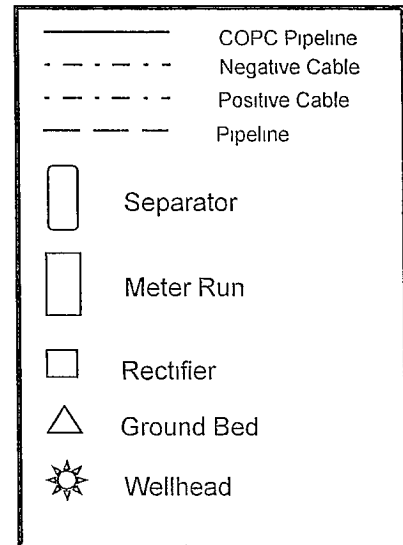 COPC Pipeline
Negative Cable
Positive Cable
Pipeline
Separator
Meter Run
Rectifier
Ground Bed
Wellhead